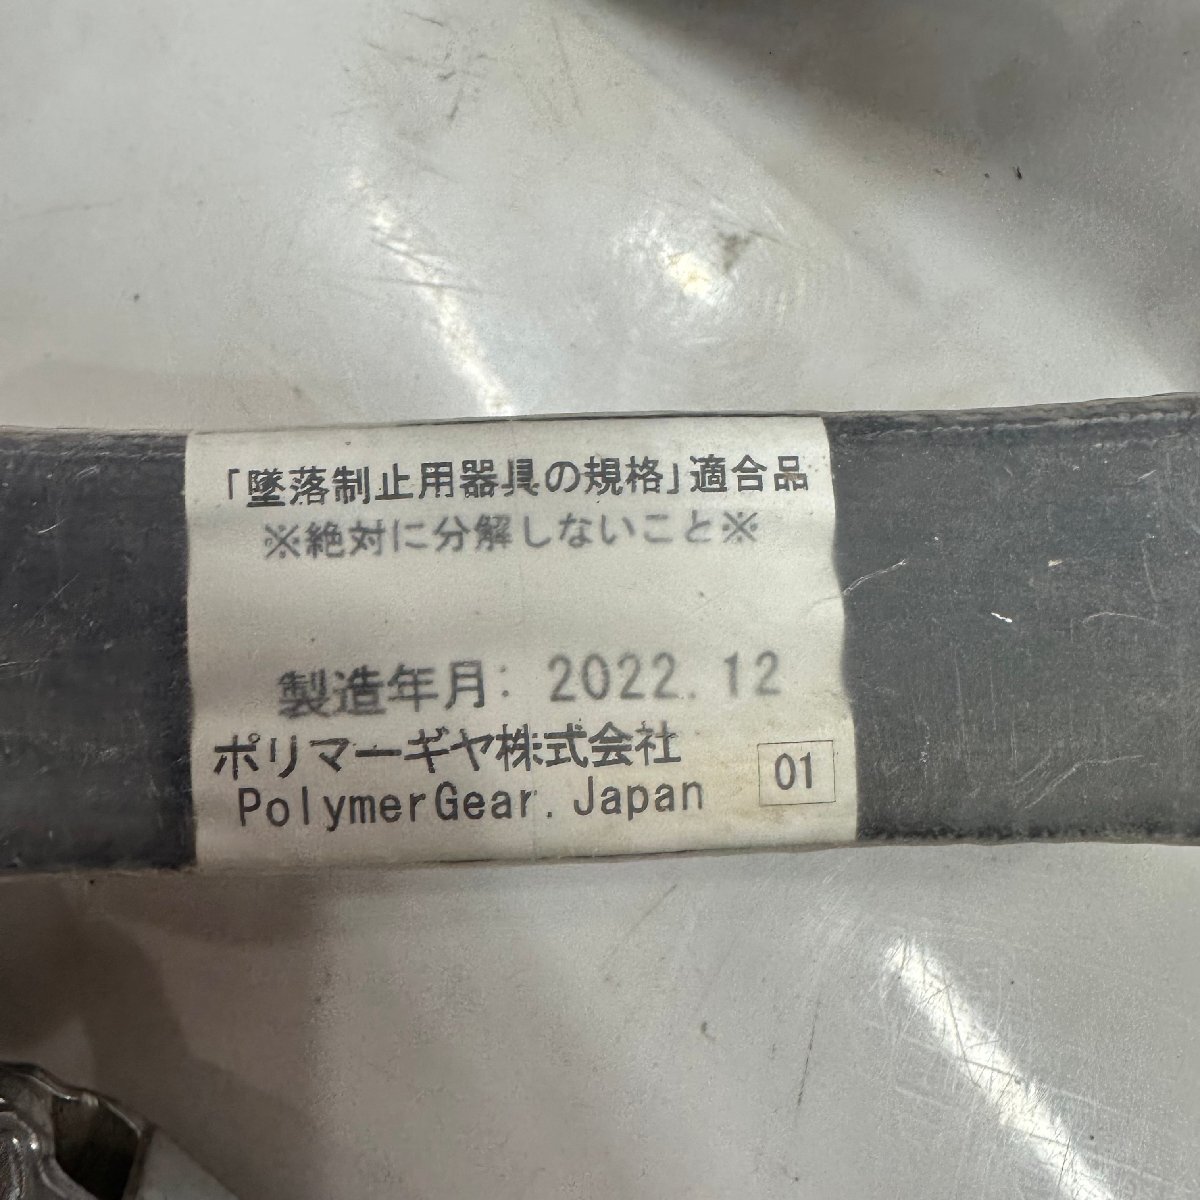 「墜落制止用器具の規格」適合品
※絶対に分解しないこと※
製造年月: 2022.12
ポリマーギヤ株式会社
PolymerGear. Japan
01